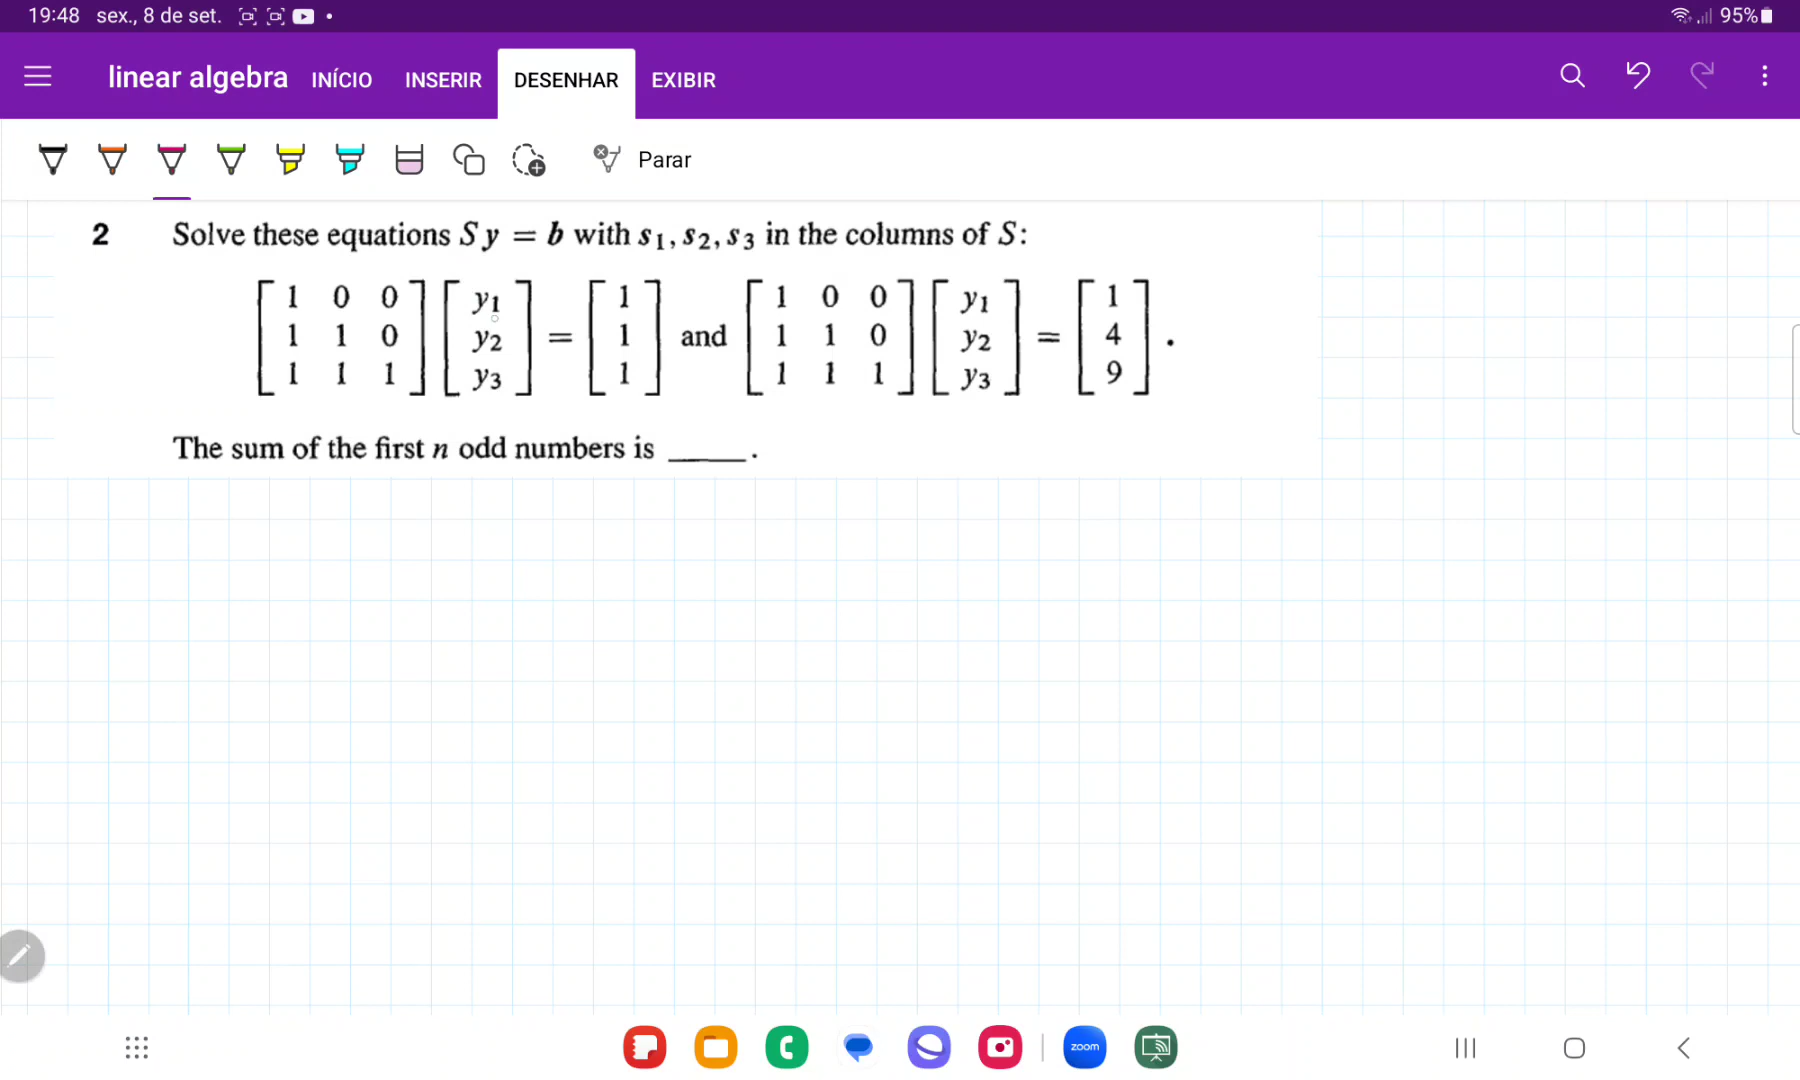 19:48 sex., 8 de set.
95%
linear algebra INÍCIO INSERIR DESENHAR EXIBIR
Parar
2 Solve these equations S y = b with s1, s2, s3 in the columns of S:
[1 0 0] [y1] = [1] and [1 0 0] [y1] = [1]
[1 1 0] [y2] = [1] and [1 1 0] [y2] = [4] .
[1 1 1] [y3] = [1] and [1 1 1] [y3] = [9]
The sum of the first n odd numbers is _____ .
zoom